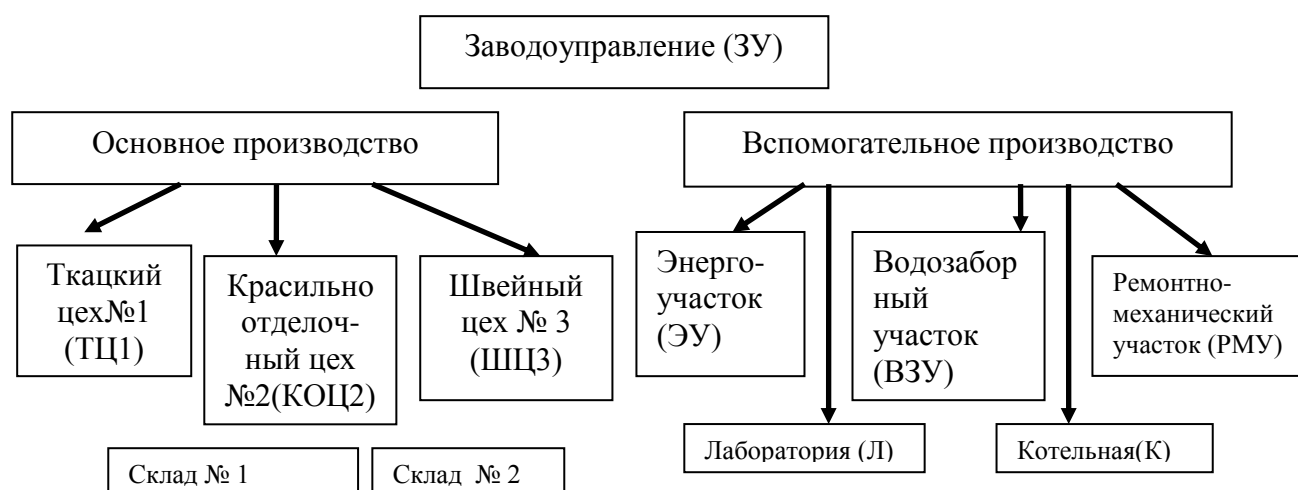 Заводоуправление (ЗУ)
Основное производство
Вспомогательное производство
Ткацкий
цех№1
(ТЦ1)
Красильно
отделоч-
ный цех
№2(КОЦ2)
Швейный
цех № 3
(ШЦ3)
Энерго-
участок
(ЭУ)
Водозабор
ный
участок
(ВЗУ)
Ремонтно-
механический
участок (РМУ)
Лаборатория (Л)
Котельная(К)
Склад № 1
Склад № 2